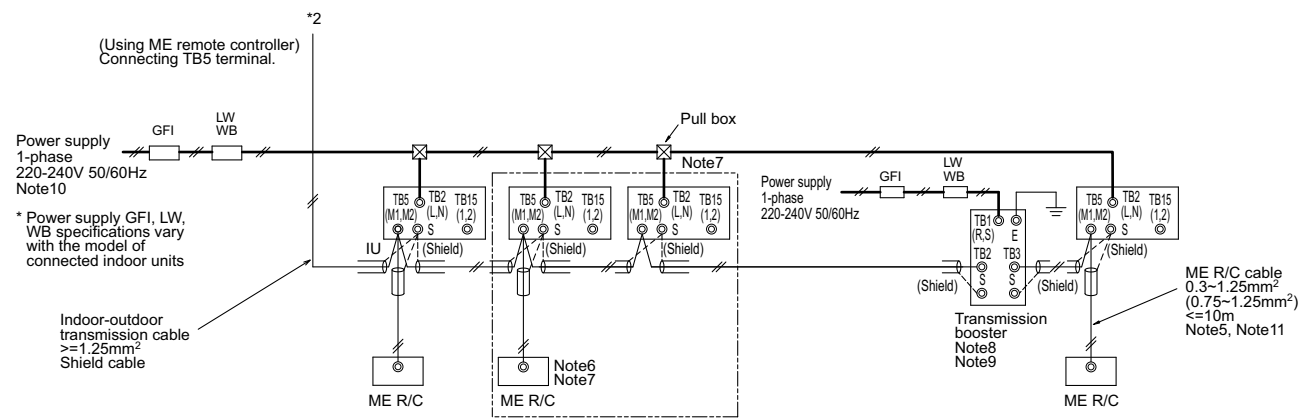 *2
(Using ME remote controller)
Connecting TB5 terminal.
Power supply
1-phase
220-240V 50/60Hz
Note10
GFI
LW
WB
Pull box
Note7
* Power supply GFI, LW,
WB specifications vary
with the model of
connected indoor units
TB5
(M1,M2)
TB2
(L,N)
TB15
(1,2)
S
IU
(Shield)
TB5
(M1,M2)
TB2
(L,N)
TB15
(1,2)
S
(Shield)
TB5
(M1,M2)
TB2
(L,N)
TB15
(1,2)
S
(Shield)
Power supply
1-phase
220-240V 50/60Hz
GFI
LW
WB
TB1
(R,S)
E
TB2
TB3
S
S
(Shield)
(Shield)
Transmission
booster
Note8
Note9
TB5
(M1,M2)
TB2
(L,N)
TB15
(1,2)
S
(Shield)
ME R/C cable
0.3~1.25mm²
(0.75~1.25mm²)
<=10m
Note5, Note11
Indoor-outdoor
transmission cable
>=1.25mm²
Shield cable
ME R/C
Note6
Note7
ME R/C
ME R/C